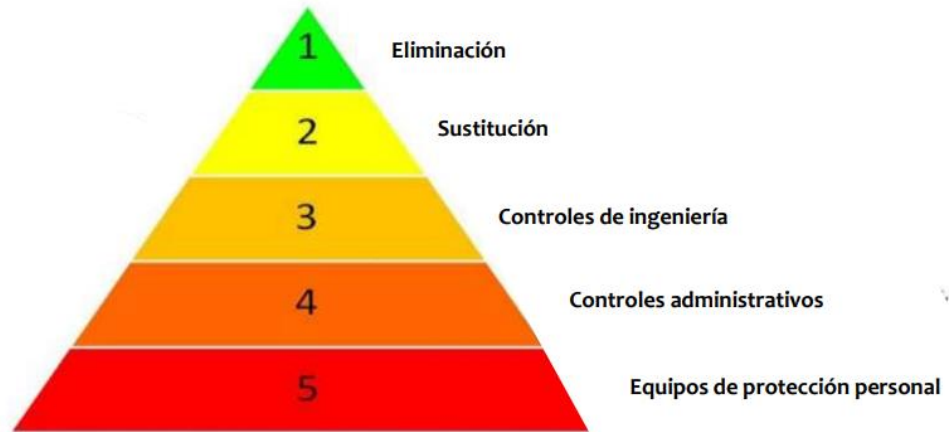 1 Eliminación
2 Sustitución
3 Controles de ingeniería
4 Controles administrativos
5 Equipos de protección personal